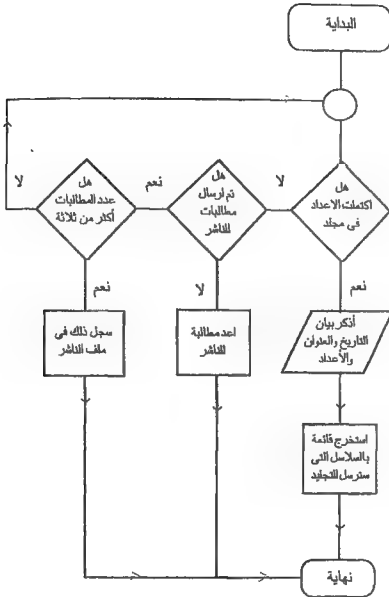 البداية
هل
اكتملت الاعداد
فى مجلد
لا
هل
تم ارسال
مطالبات
للناشر
نعم
هل
عدد المطالبات
أكثر من ثلاثة
لا
نعم
لا
نعم
أذكر بيان
التاريخ والعنوان
والأعداد
اعد مطالبة
للناشر
سجل ذلك فى
ملف الناشر
استخرج قائمة
بالسلاسل التى
سترسل للتجليد
نهاية